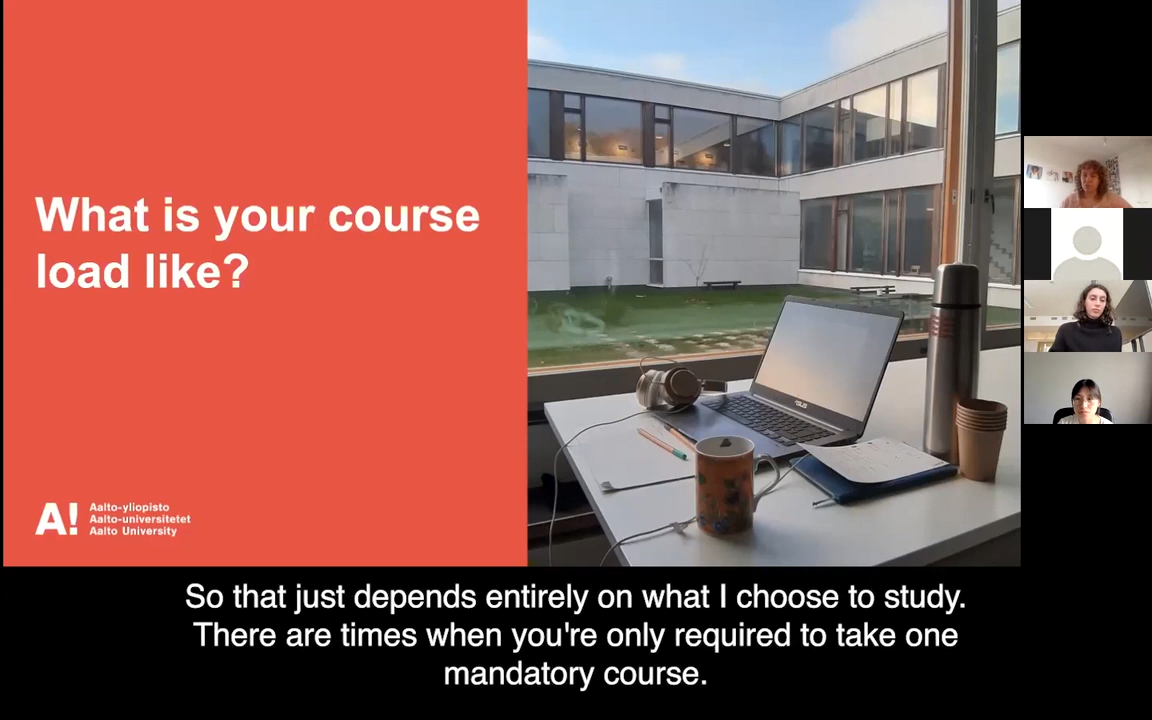 What is your course
load like?
A!
Aalto-yliopisto
Aalto-universitetet
Aalto University
ASUS
So that just depends entirely on what I choose to study.
There are times when you're only required to take one
mandatory course.